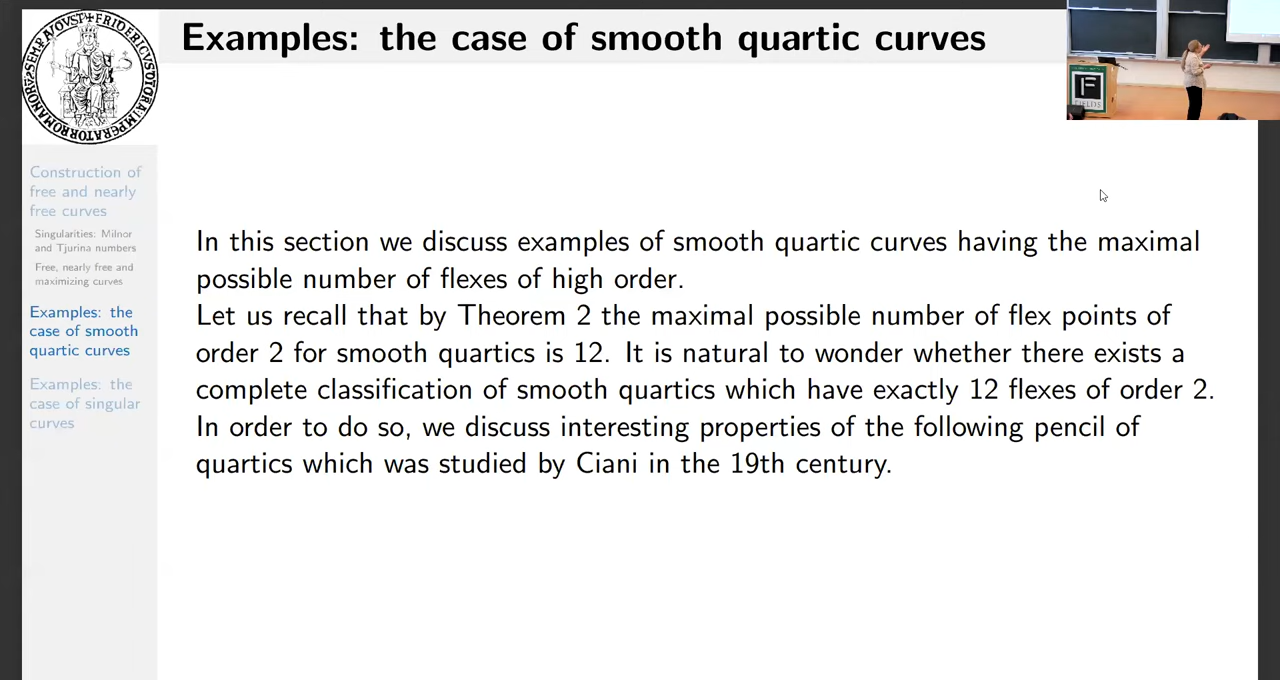 Examples: the case of smooth quartic curves
Construction of
free and nearly
free curves
Singularities: Milnor
and Tjurina numbers
Free, nearly free and
maximizing curves
Examples: the
case of smooth
quartic curves
Examples: the
case of singular
curves
In this section we discuss examples of smooth quartic curves having the maximal
possible number of flexes of high order.
Let us recall that by Theorem 2 the maximal possible number of flex points of
order 2 for smooth quartics is 12. It is natural to wonder whether there exists a
complete classification of smooth quartics which have exactly 12 flexes of order 2.
In order to do so, we discuss interesting properties of the following pencil of
quartics which was studied by Ciani in the 19th century.
F
FIELDS